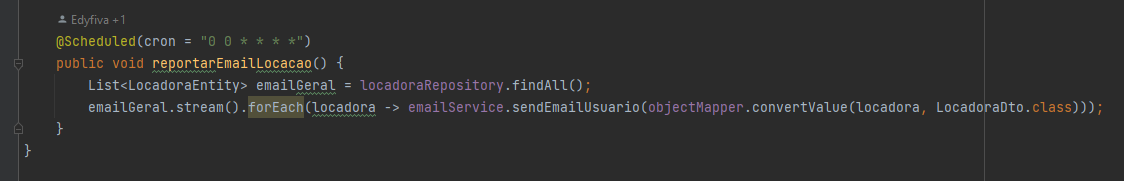 Edyfiva +1
@Scheduled(cron = "0 0 * * * *")
public void reportarEmailLocacao() {
List<LocadoraEntity> emailGeral = locadoraRepository.findAll();
emailGeral.stream().forEach(locadora -> emailService.sendEmailUsuario(objectMapper.convertValue(locadora, LocadoraDto.class)));
}
}